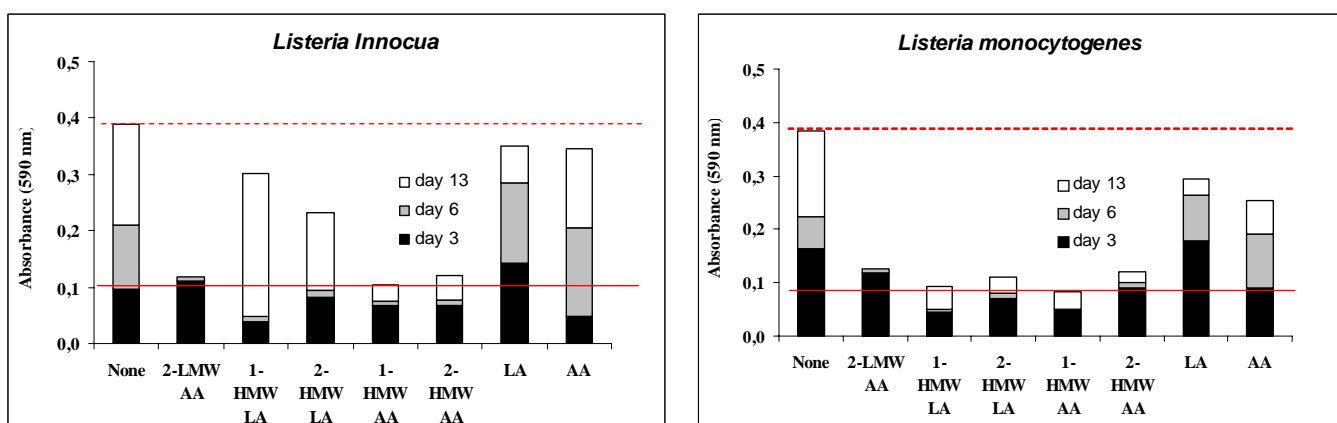 Listeria Innocua
0,5
0,4
0,3
0,2
0,1
0,0
Absorbance (590 nm)
day 13
day 6
day 3
None
2-LMW AA
1-HMW LA
2-HMW LA
1-HMW AA
2-HMW AA
LA
AA
Listeria monocytogenes
0,5
0,4
0,3
0,2
0,1
0,0
Absorbance (590 nm)
day 13
day 6
day 3
None
2-LMW AA
1-HMW LA
2-HMW LA
1-HMW AA
2-HMW AA
LA
AA